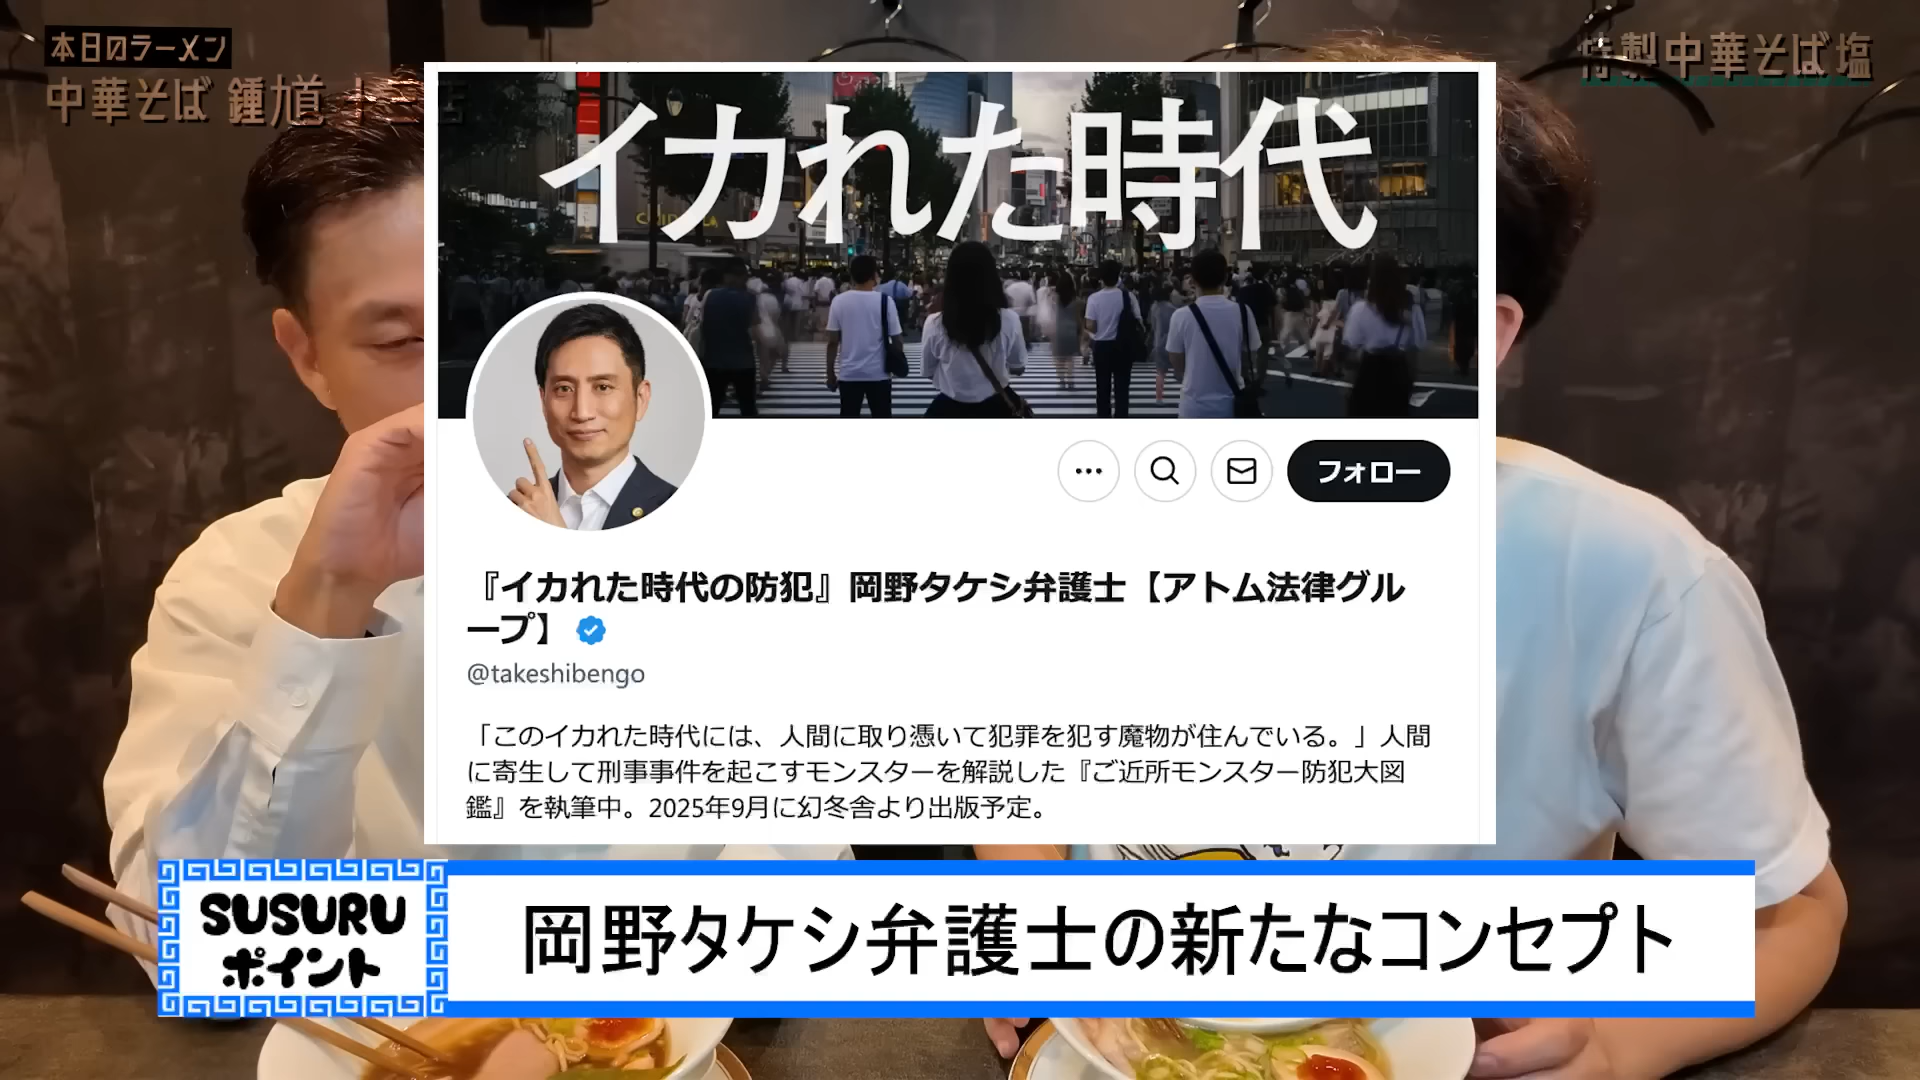 本日のラーメン
中華そば 鍾馗 十三店
特製中華そば塩
イカれた時代
フォロー
『イカれた時代の防犯』岡野タケシ弁護士【アトム法律グル
ープ】
@takeshibengo
「このイカれた時代には、人間に取り憑いて犯罪を犯す魔物が住んでいる。」人間
に寄生して刑事事件を起こすモンスターを解説した『ご近所モンスター防犯大図
鑑』を執筆中。2025年9月に幻冬舎より出版予定。
SUSURU
ポイント
岡野タケシ弁護士の新たなコンセプト